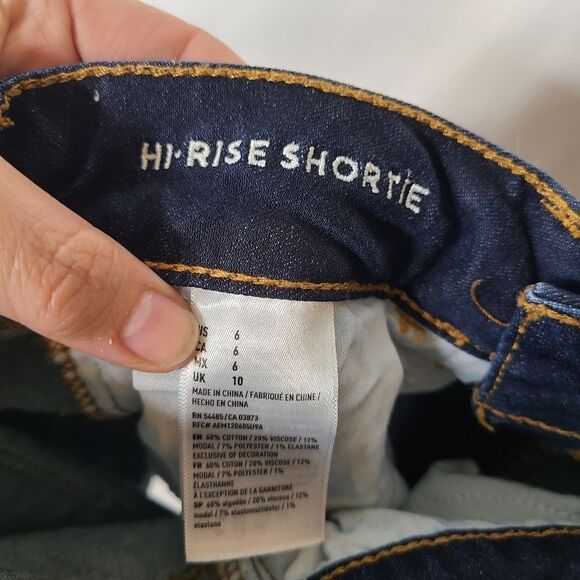 HI·RISE SHORTIE
US 6
CA 6
MX 6
UK 10
MADE IN CHINA / FABRIQUÉ EN CHINE /
HECHO EN CHINA
RN 54485/CA 03873
RFC# AEM120605U9A
EN 60% COTTON / 20% VISCOSE / 12%
MODAL / 7% POLYESTER / 1% ELASTANE
EXCLUSIVE OF DECORATION
FR 60% COTON / 20% VISCOSE / 12%
MODAL / 7% POLYESTER / 1%
ÉLASTHANNE
À L'EXCEPTION DE LA GARNITURE
SP 60% algodón / 20% viscosa / 12%
modal / 7% elastomultiéster / 1%
elastano